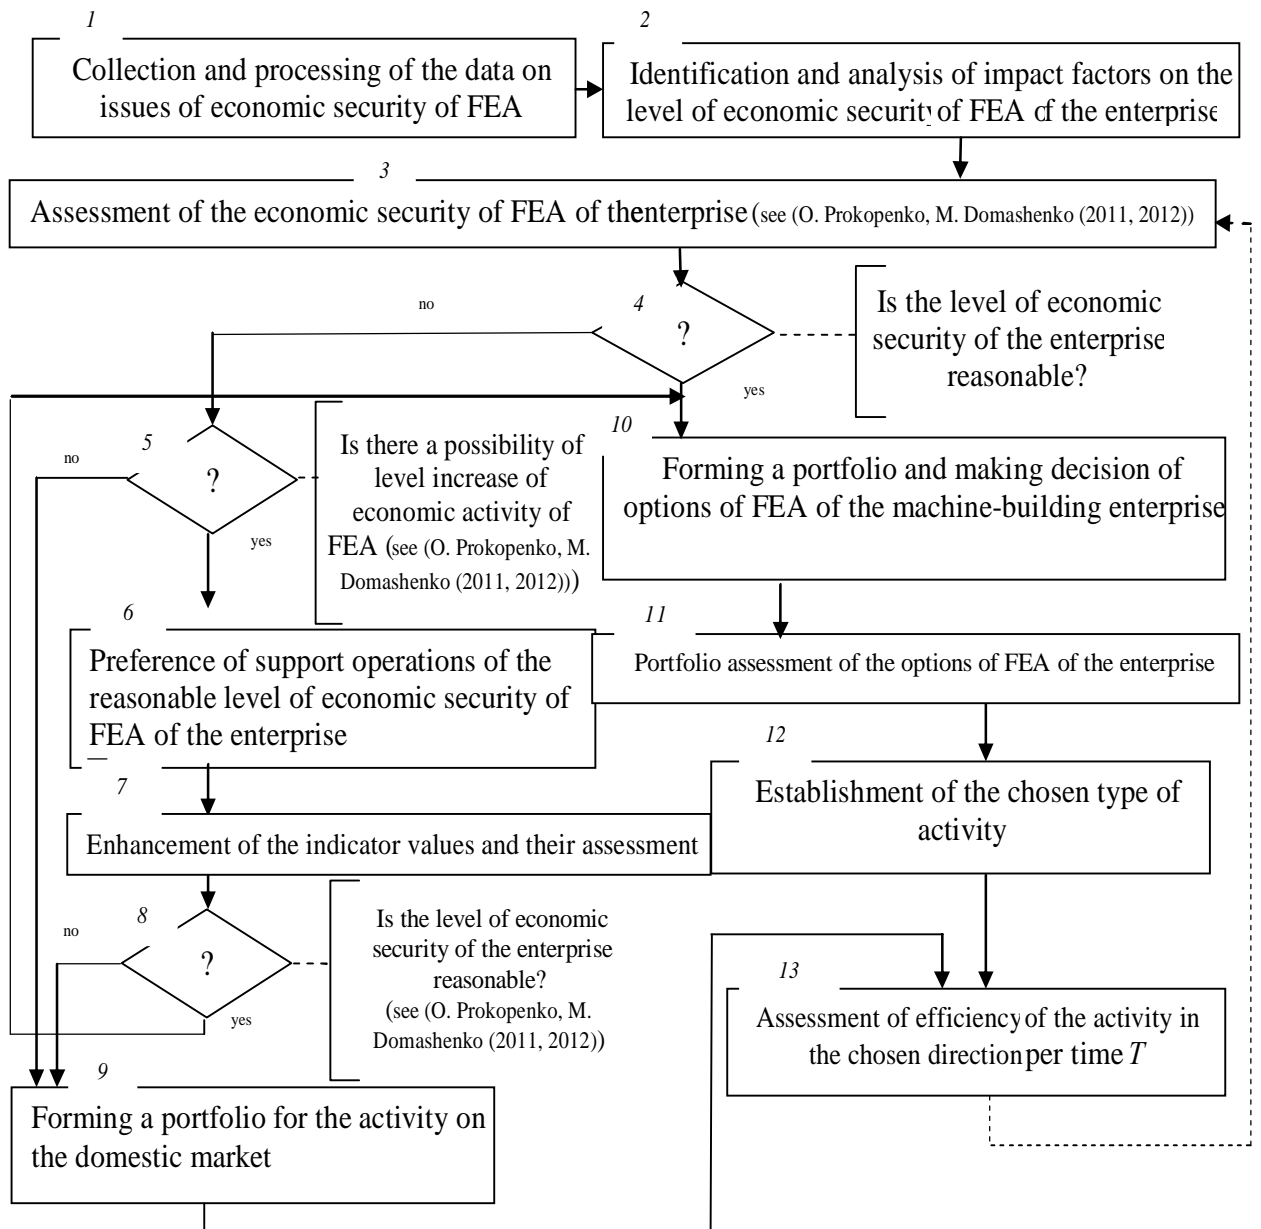 1
Collection and processing of the data on
issues of economic security of FEA
2
Identification and analysis of impact factors on the
level of economic security of FEA of the enterprise
3
Assessment of the economic security of FEA of thenterprise (see (O. Prokopenko, M. Domashenko (2011, 2012))
4
?
no
yes
Is the level of economic
security of the enterprise
reasonable?
5
?
no
yes
Is there a possibility of
level increase of
economic activity of
FEA (see (O. Prokopenko, M.
Domashenko (2011, 2012)))
6
Preference of support operations of the
reasonable level of economic security of
FEA of the enterprise
7
Enhancement of the indicator values and their assessment
8
?
no
yes
Is the level of economic
security of the enterprise
reasonable?
(see (O. Prokopenko, M.
Domashenko (2011, 2012))
9
Forming a portfolio for the activity on
the domestic market
10
Forming a portfolio and making decision of
options of FEA of the machine-building enterprise
11
Portfolio assessment of the options of FEA of the enterprise
12
Establishment of the chosen type of
activity
13
Assessment of efficiency of the activity in
the chosen direction per time T